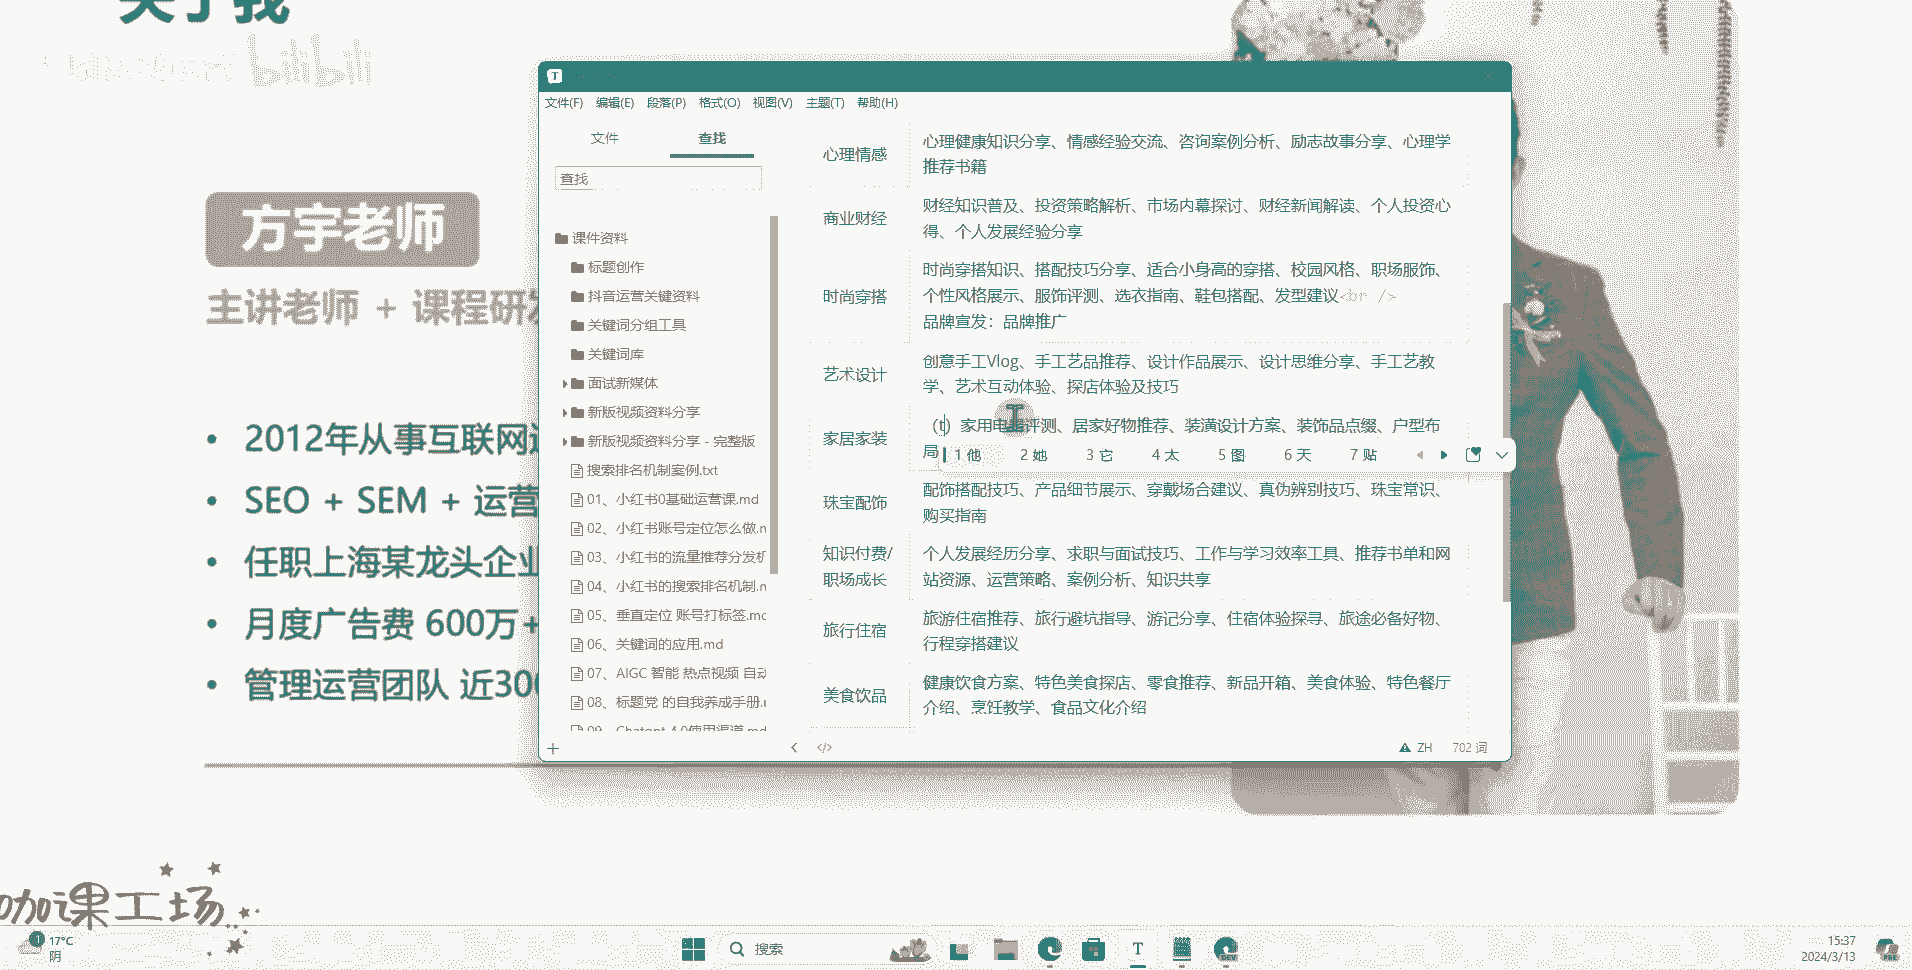 关于我
bilibili
方宇老师
主讲老师 + 课程研发
2012年从事互联网
SEO + SEM + 运营
任职上海某龙头企业
月度广告费 600万+
管理运营团队 近300
T
文件(F) 编辑(E) 段落(P) 格式(O) 视图(V) 主题(T) 帮助(H)
文件 查找
查找
课件资料
标题创作
抖音运营关键资料
关键词分组工具
关键词库
面试新媒体
新版视频资料分享
新版视频资料分享 - 完整版
搜索排名机制案例.txt
01、小红书0基础运营课.md
02、小红书账号定位怎么做.n
03、小红书的流量推荐分发机
04、小红书的搜索排名机制.n
05、垂直定位 账号打标签.mc
06、关键词的应用.md
07、AIGC 智能 热点视频 自动
08、标题党 的自我养成手册.r
09、Chatgpt 4.0使用渠道.md
心理情感
心理健康知识分享、情感经验交流、咨询案例分析、励志故事分享、心理学
推荐书籍
商业财经
财经知识普及、投资策略解析、市场内幕探讨、财经新闻解读、个人投资心
得、个人发展经验分享
时尚穿搭
时尚穿搭知识、搭配技巧分享、适合小身高的穿搭、校园风格、职场服饰、
个性风格展示、服饰评测、选衣指南、鞋包搭配、发型建议<br />
品牌宣发：品牌推广
艺术设计
创意手工Vlog、手工艺品推荐、设计作品展示、设计思维分享、手工艺教
学、艺术互动体验、探店体验及技巧
家居家装
（t）家用电器评测、居家好物推荐、装潢设计方案、装饰品点缀、户型布
局
1 他 2 她 3 它 4 太 5 图 6 天 7 贴
珠宝配饰
配饰搭配技巧、产品细节展示、穿戴场合建议、真伪辨别技巧、珠宝常识、
购买指南
知识付费/
职场成长
个人发展经历分享、求职与面试技巧、工作与学习效率工具、推荐书单和网
站资源、运营策略、案例分析、知识共享
旅行住宿
旅游住宿推荐、旅行避坑指导、游记分享、住宿体验探寻、旅途必备好物、
行程穿搭建议
美食饮品
健康饮食方案、特色美食探店、零食推荐、新品开箱、美食体验、特色餐厅
介绍、烹饪教学、食品文化介绍
</> ZH 702 词
咖课工场
1 17°C
阴
搜索
T
DEV
15:37
2024/3/13
PRE